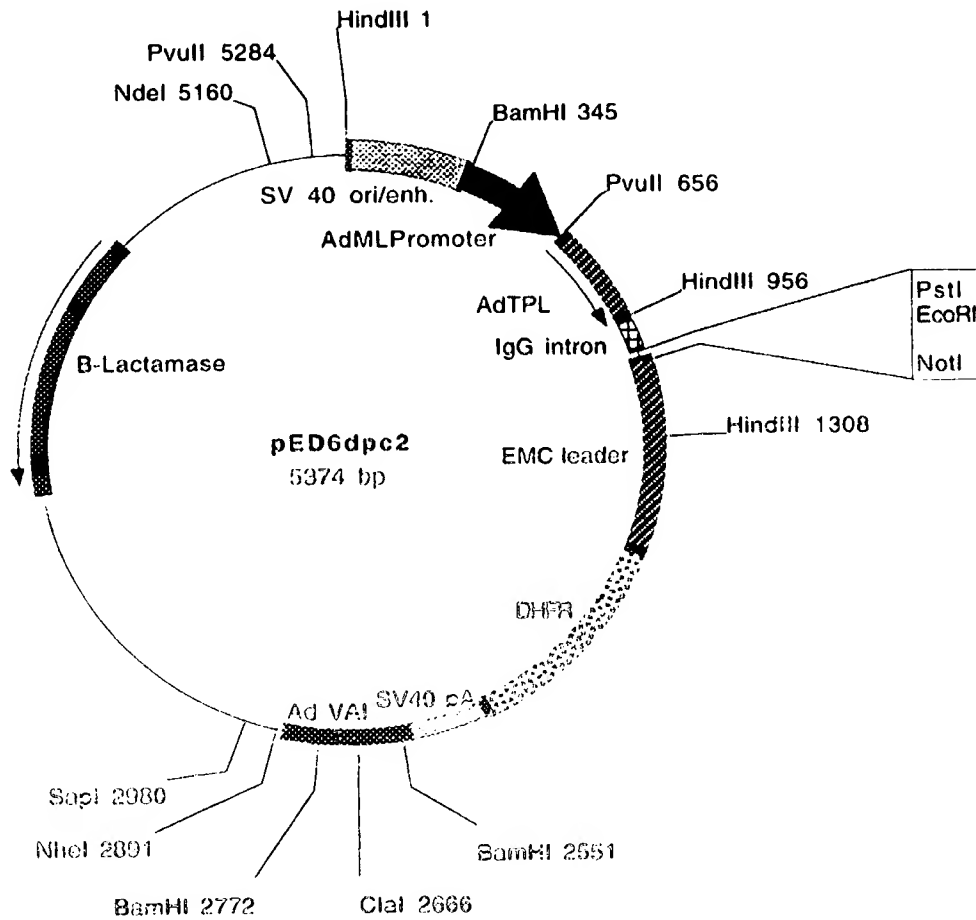 HindIII 1
PvuII 5284
NdeI 5160
BamHI 345
SV 40 ori/enh.
PvuII 656
AdMLPromoter
HindIII 956
AdTPL
PstI
EcoRI
IgG intron
NotI
B-Lactamase
HindIII 1308
pED6dpc2
EMC leader
5374 bp
DHFR
SV40 pA
Ad VAI
SapI 2980
NheI 2891
BamHI 2551
BamHI 2772
ClaI 2666